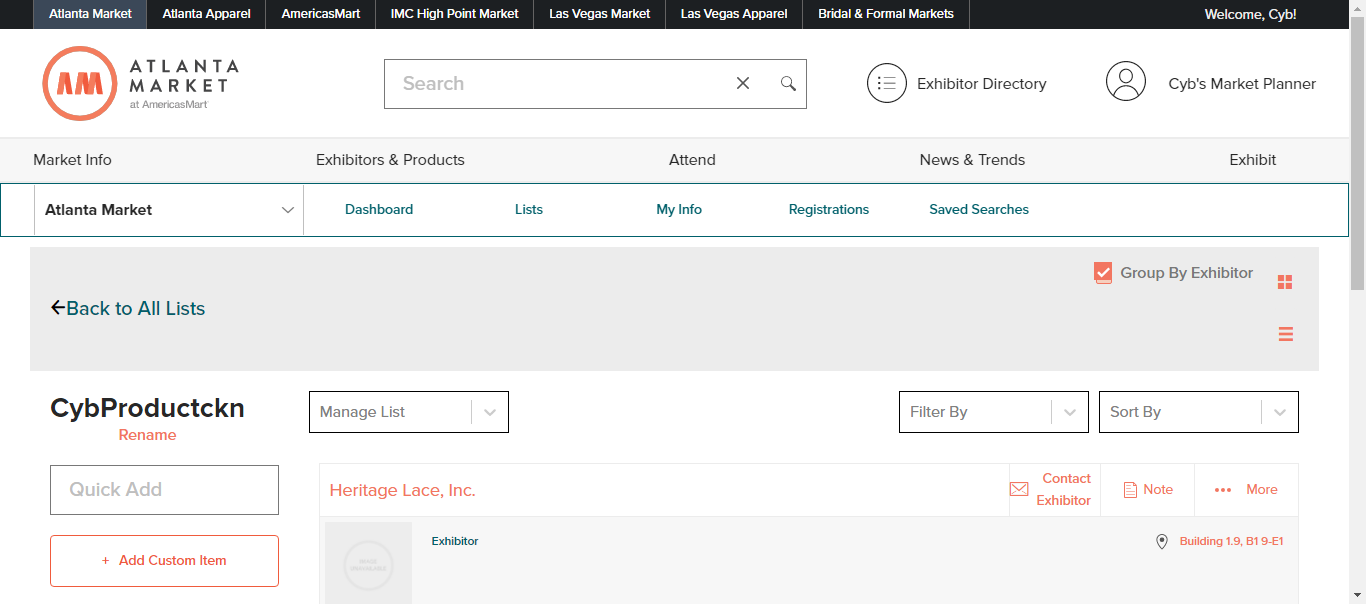 Atlanta Market Atlanta Apparel AmericasMart IMC High Point Market Las Vegas Market Las Vegas Apparel Bridal & Formal Markets Welcome, Cyb!
AM ATLANTA
MARKET
at AmericasMart
Search
Exhibitor Directory
Cyb's Market Planner
Market Info Exhibitors & Products Attend News & Trends Exhibit
Atlanta Market Dashboard Lists My Info Registrations Saved Searches
Group By Exhibitor
Back to All Lists
CybProductckn
Rename
Manage List
Filter By
Sort By
Quick Add
+ Add Custom Item
Heritage Lace, Inc.
Contact
Exhibitor
Note
More
Exhibitor
Building 1.9, B1 9-E1